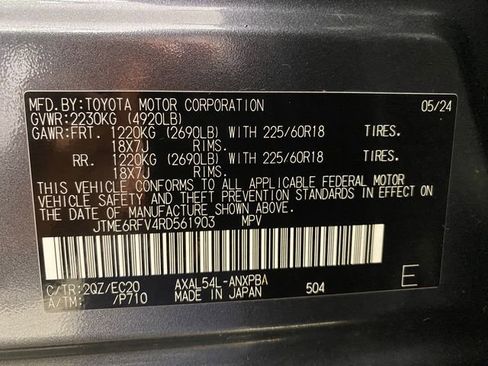 MFD.BY:TOYOTA MOTOR CORPORATION 05/24
GVWR:2230KG (4920LB)
GAWR:FRT. 1220KG (2690LB) WITH 225/60R18 TIRES.
18X7J RIMS.
RR. 1220KG (2690LB) WITH 225/60R18 TIRES.
18X7J RIMS.
THIS VEHICLE CONFORMS TO ALL APPLICABLE FEDERAL MOTOR
VEHICLE SAFETY AND THEFT PREVENTION STANDARDS IN EFFECT ON
THE DATE OF MANUFACTURE SHOWN ABOVE.
JTME6RFV4RD561903 MPV
C/TR:2QZ/EC20 AXAL54L-ANXPBA E
A/TM: /P710 MADE IN JAPAN 504